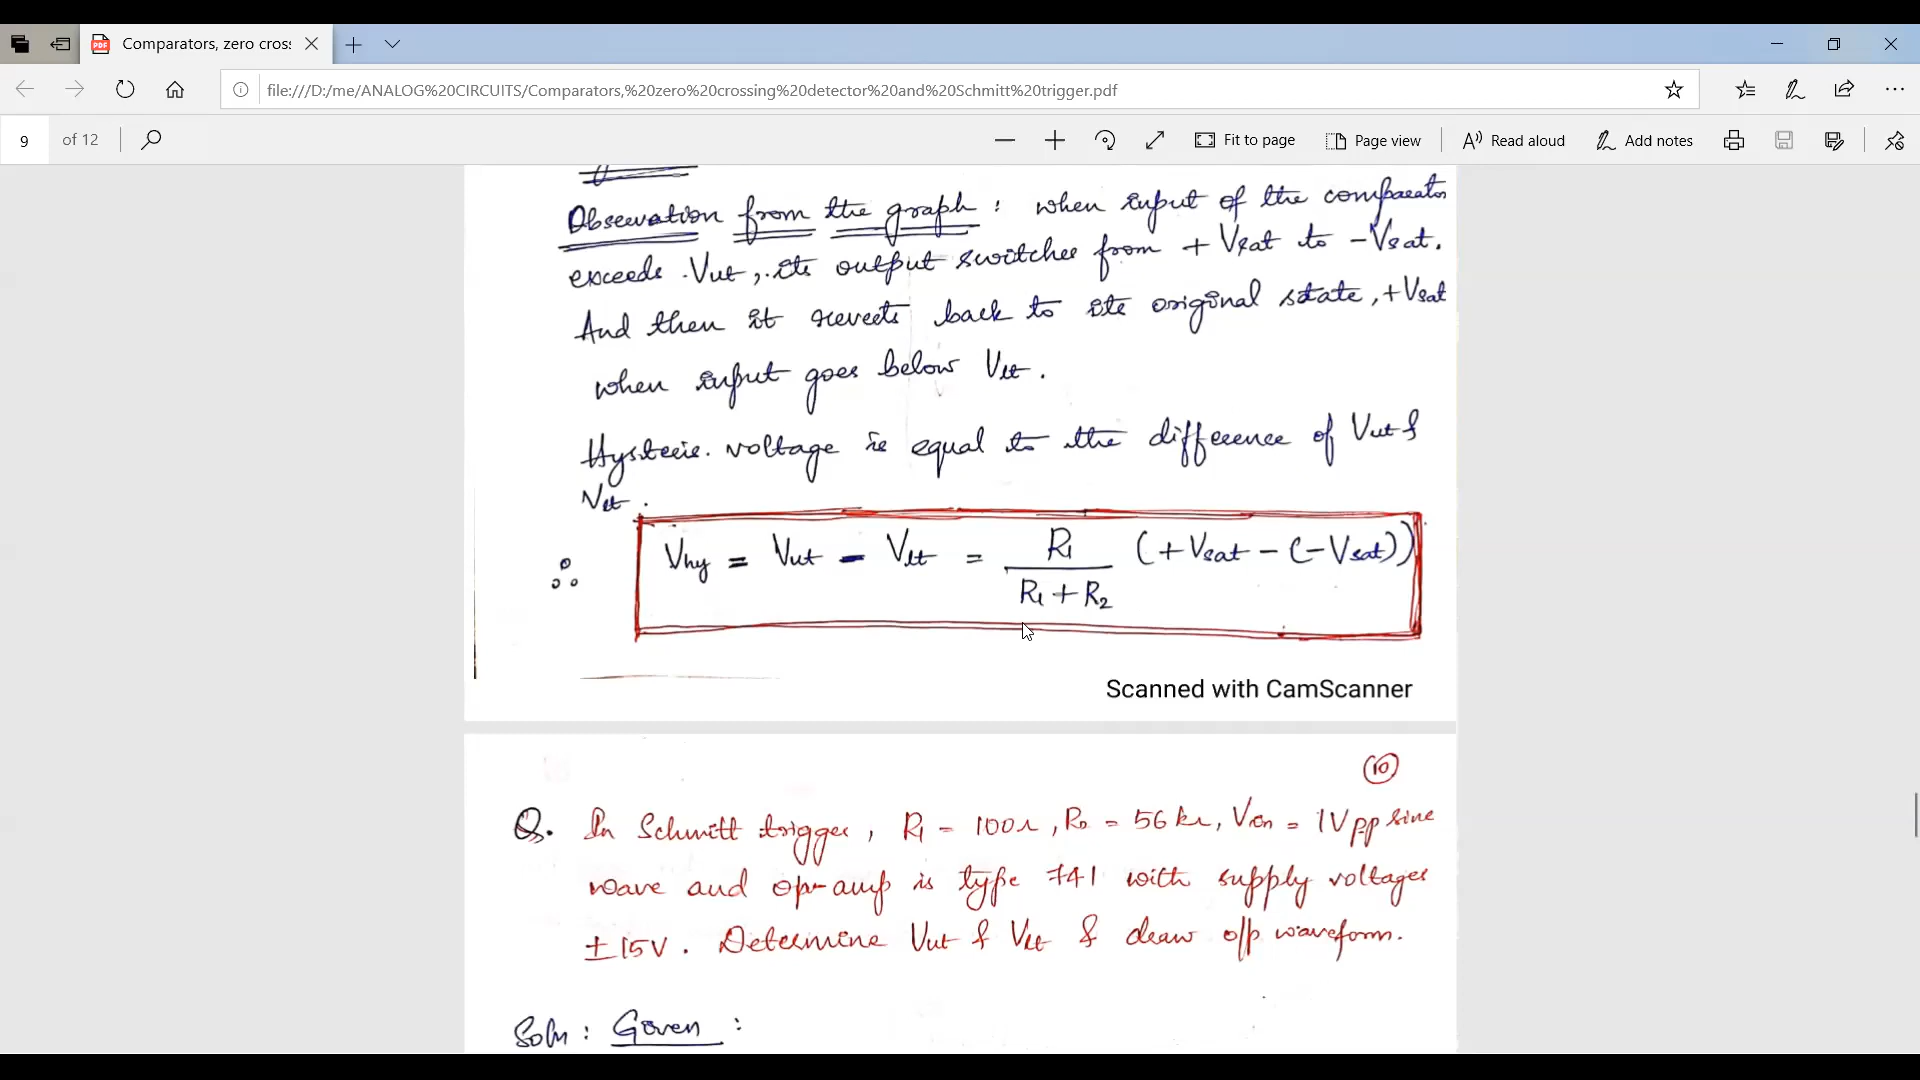 Comparators, zero cross
file:///D:/me/ANALOG%20CIRCUITS/Comparators,%20zero%20crossing%20detector%20and%20Schmitt%20trigger.pdf
9 of 12
Fit to page
Page view
Read aloud
Add notes
Observation from the graph : when input of the comparator
exceeds Vut, its output switches from + Vsat to -Vsat.
And then it reverts back to its original state, +Vsat
when input goes below Vlt.
Hysteris. voltage is equal to the difference of Vut &
Vlt.
∴ Vhy = Vut - Vlt = R1 / (R1 + R2) (+Vsat - (-Vsat))
Scanned with CamScanner
10
Q. In Schmitt trigger, R1 = 100Ω, R2 = 56kΩ, Vin = 1Vpp sine
wave and op-amp is type 741 with supply voltages
±15V. Determine Vut & Vlt & draw o/p waveform.
Soln : Given :